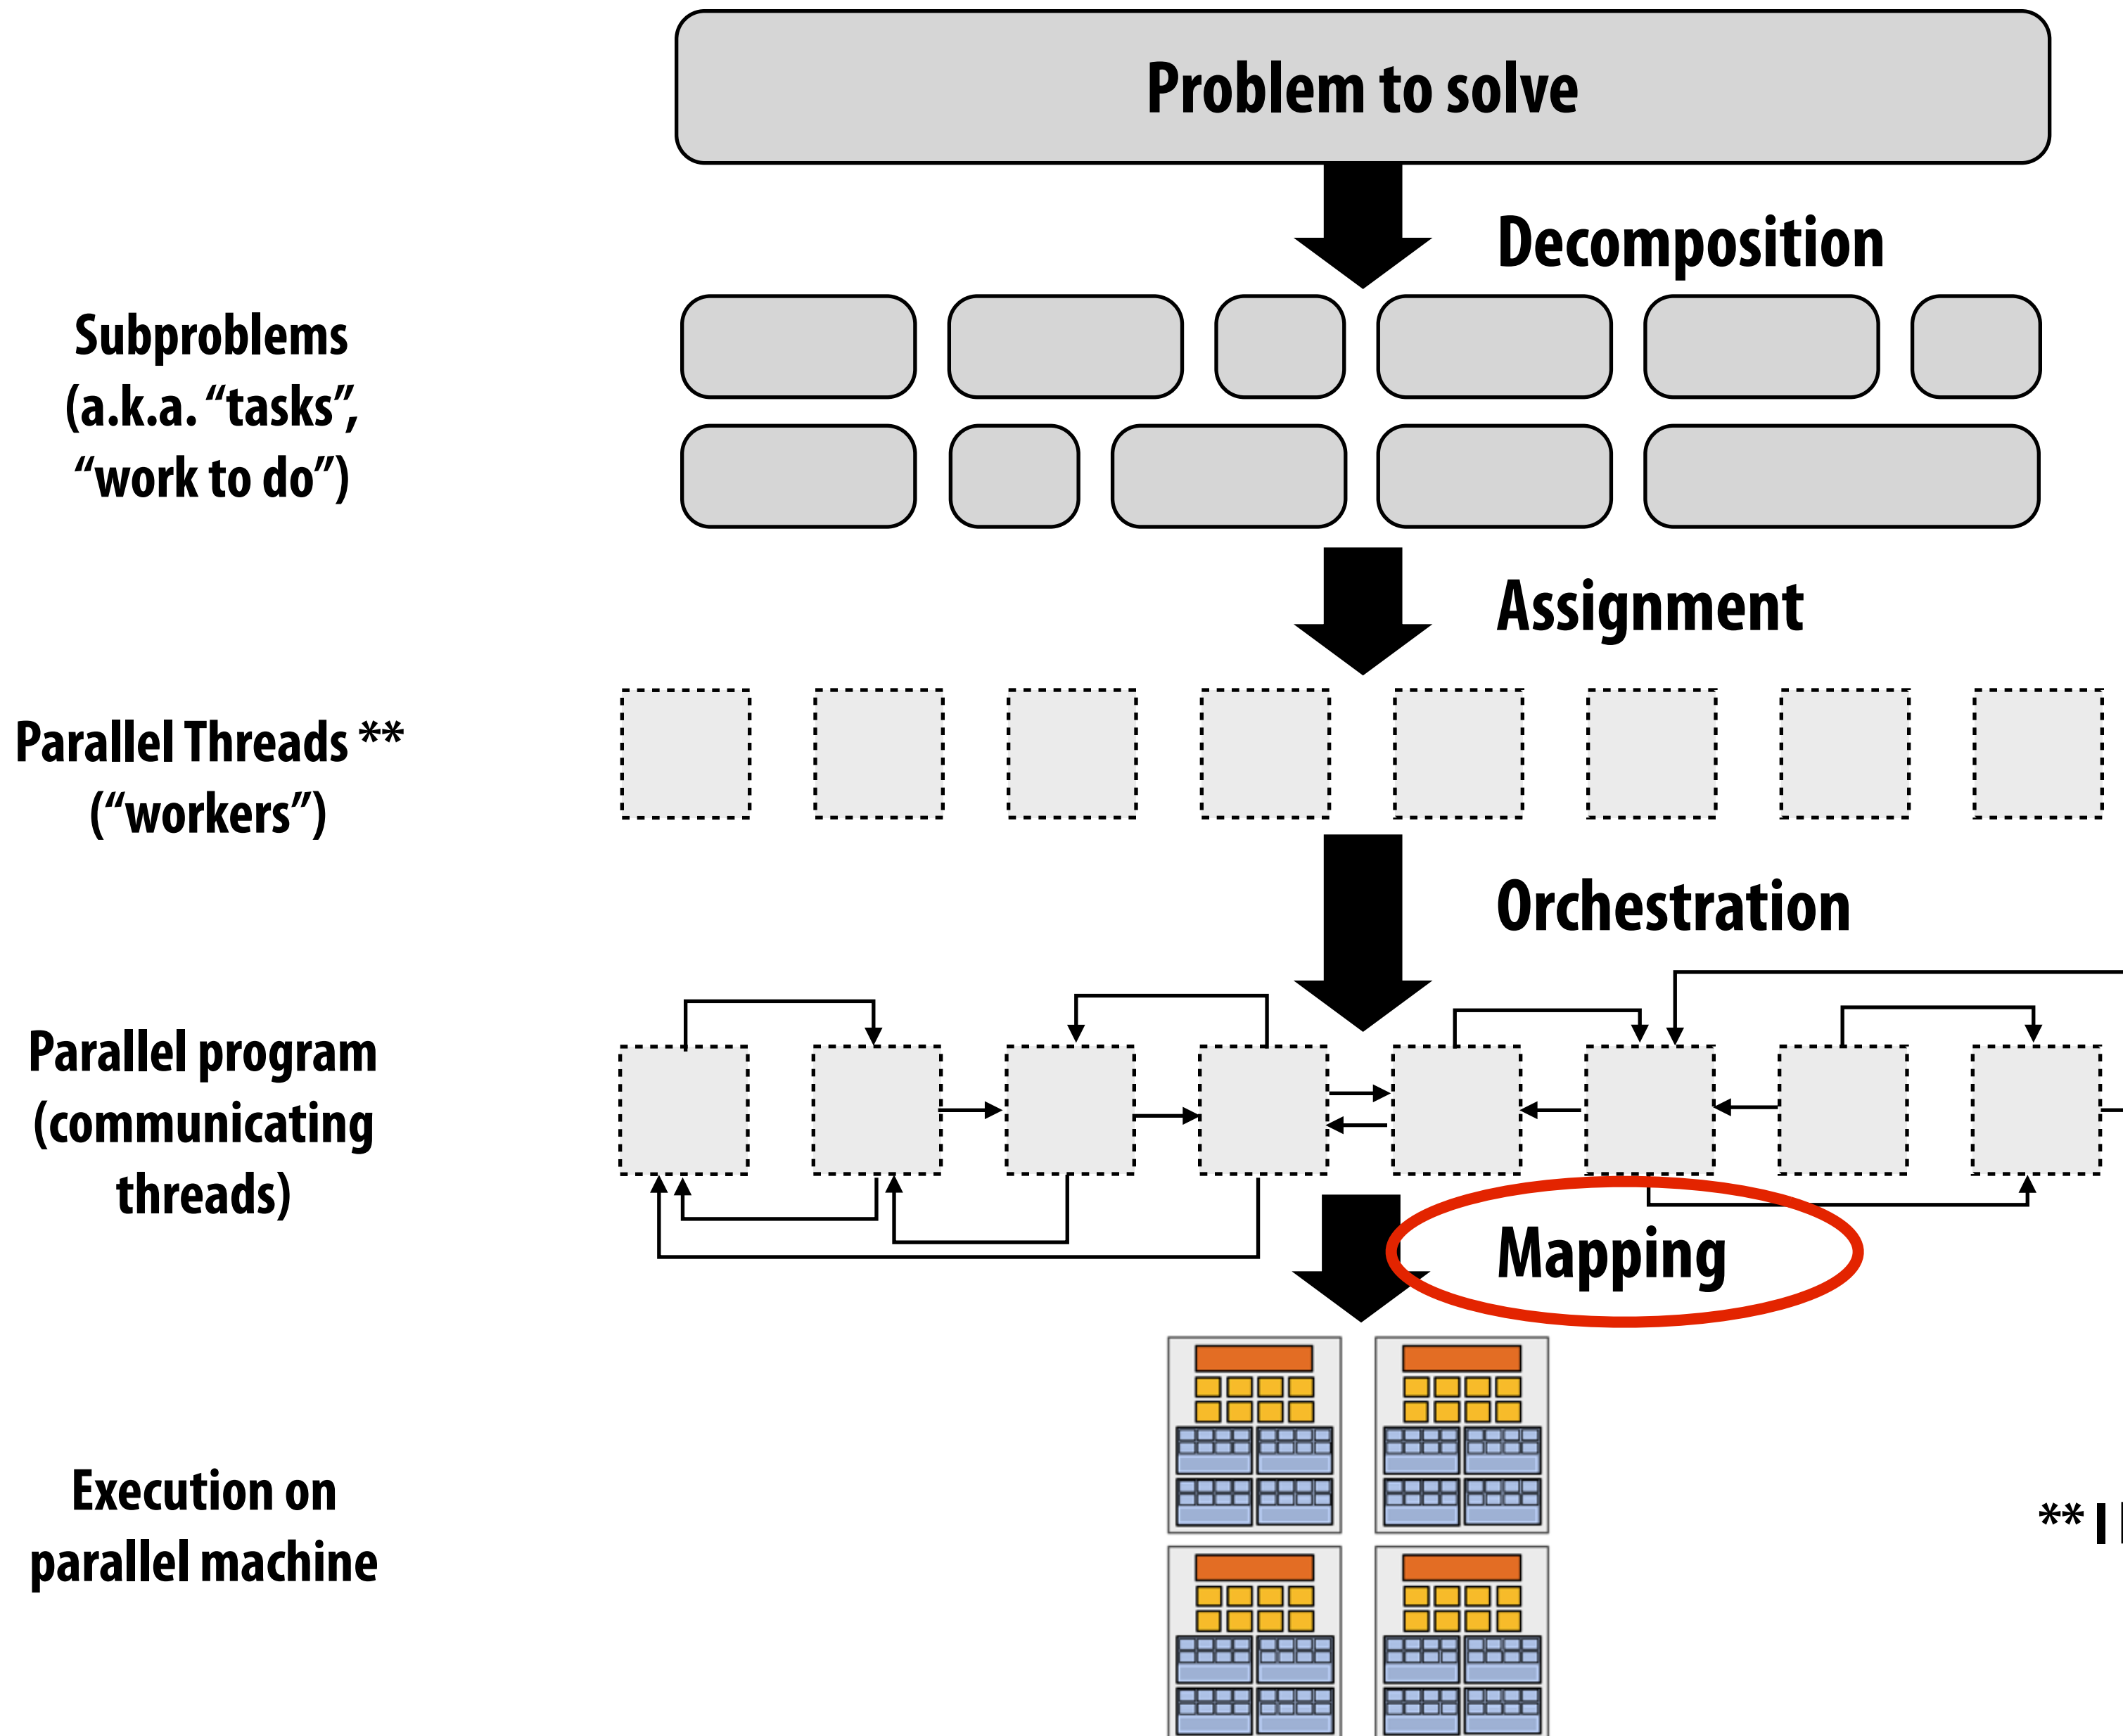 Problem to solve
Decomposition
Subproblems
(a.k.a. “tasks”,
“work to do”)
Assignment
Parallel Threads **
(“workers”)
Orchestration
Parallel program
(communicating
threads)
Mapping
Execution on
parallel machine
** I